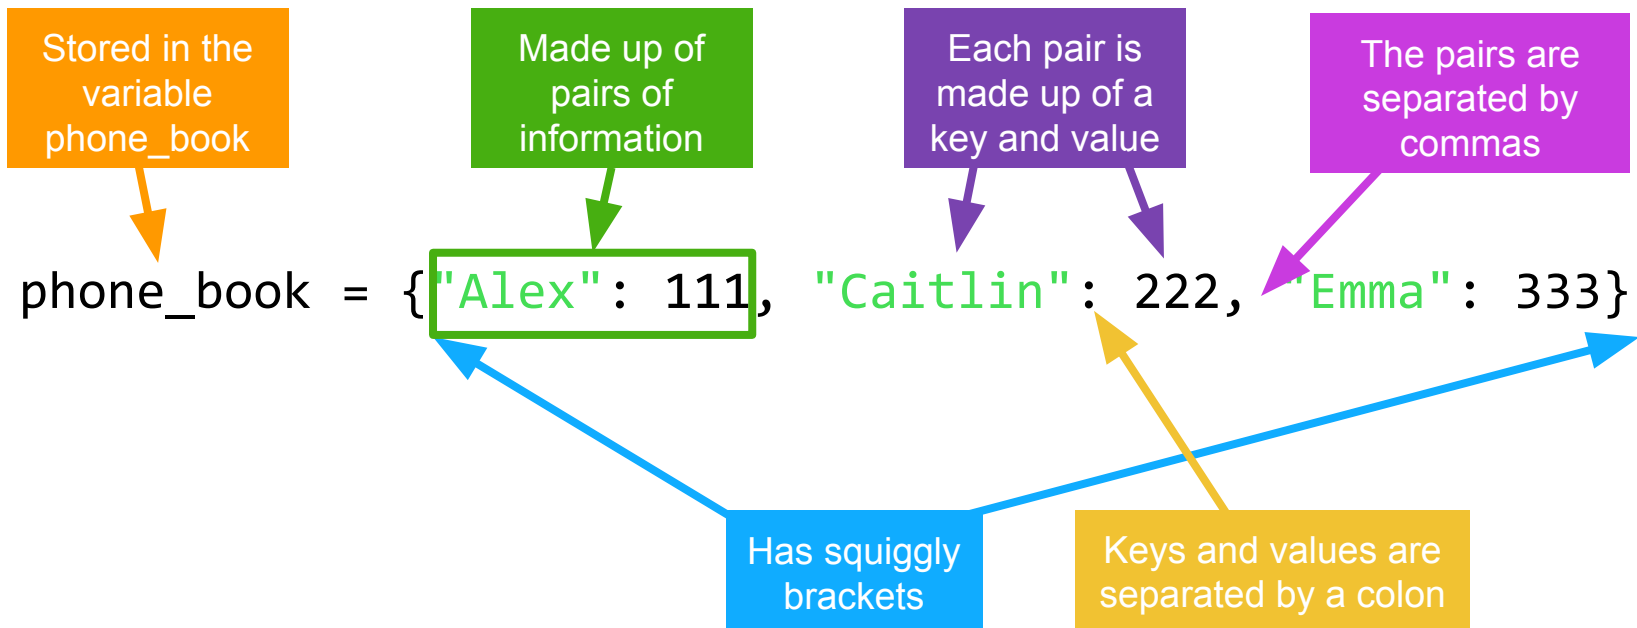 Stored in the
variable
phone_book
Made up of
pairs of
information
Each pair is
made up of a
key and value
The pairs are
separated by
commas
phone_book = {"Alex": 111, "Caitlin": 222, "Emma": 333}
Has squiggly
brackets
Keys and values are
separated by a colon